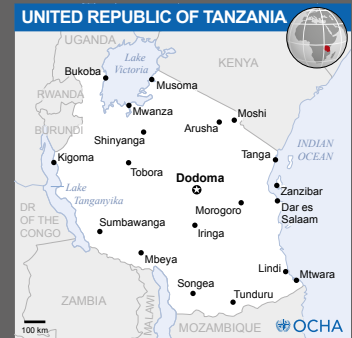 UNITED REPUBLIC OF TANZANIA
UGANDA
Lake
Victoria
KENYA
Bukoba
Musoma
RWANDA
Mwanza
Moshi
Arusha
BURUNDI
Shinyanga
INDIAN
OCEAN
Kigoma
Tobora
Tanga
Dodoma
Lake
Tanganyika
Zanzibar
DR
OF THE
CONGO
Morogoro
Dar es
Salaam
Sumbawanga
Iringa
Mbeya
Lindi
Mtwara
Songea
Tunduru
ZAMBIA
MALAWI
MOZAMBIQUE
100 km
OCHA